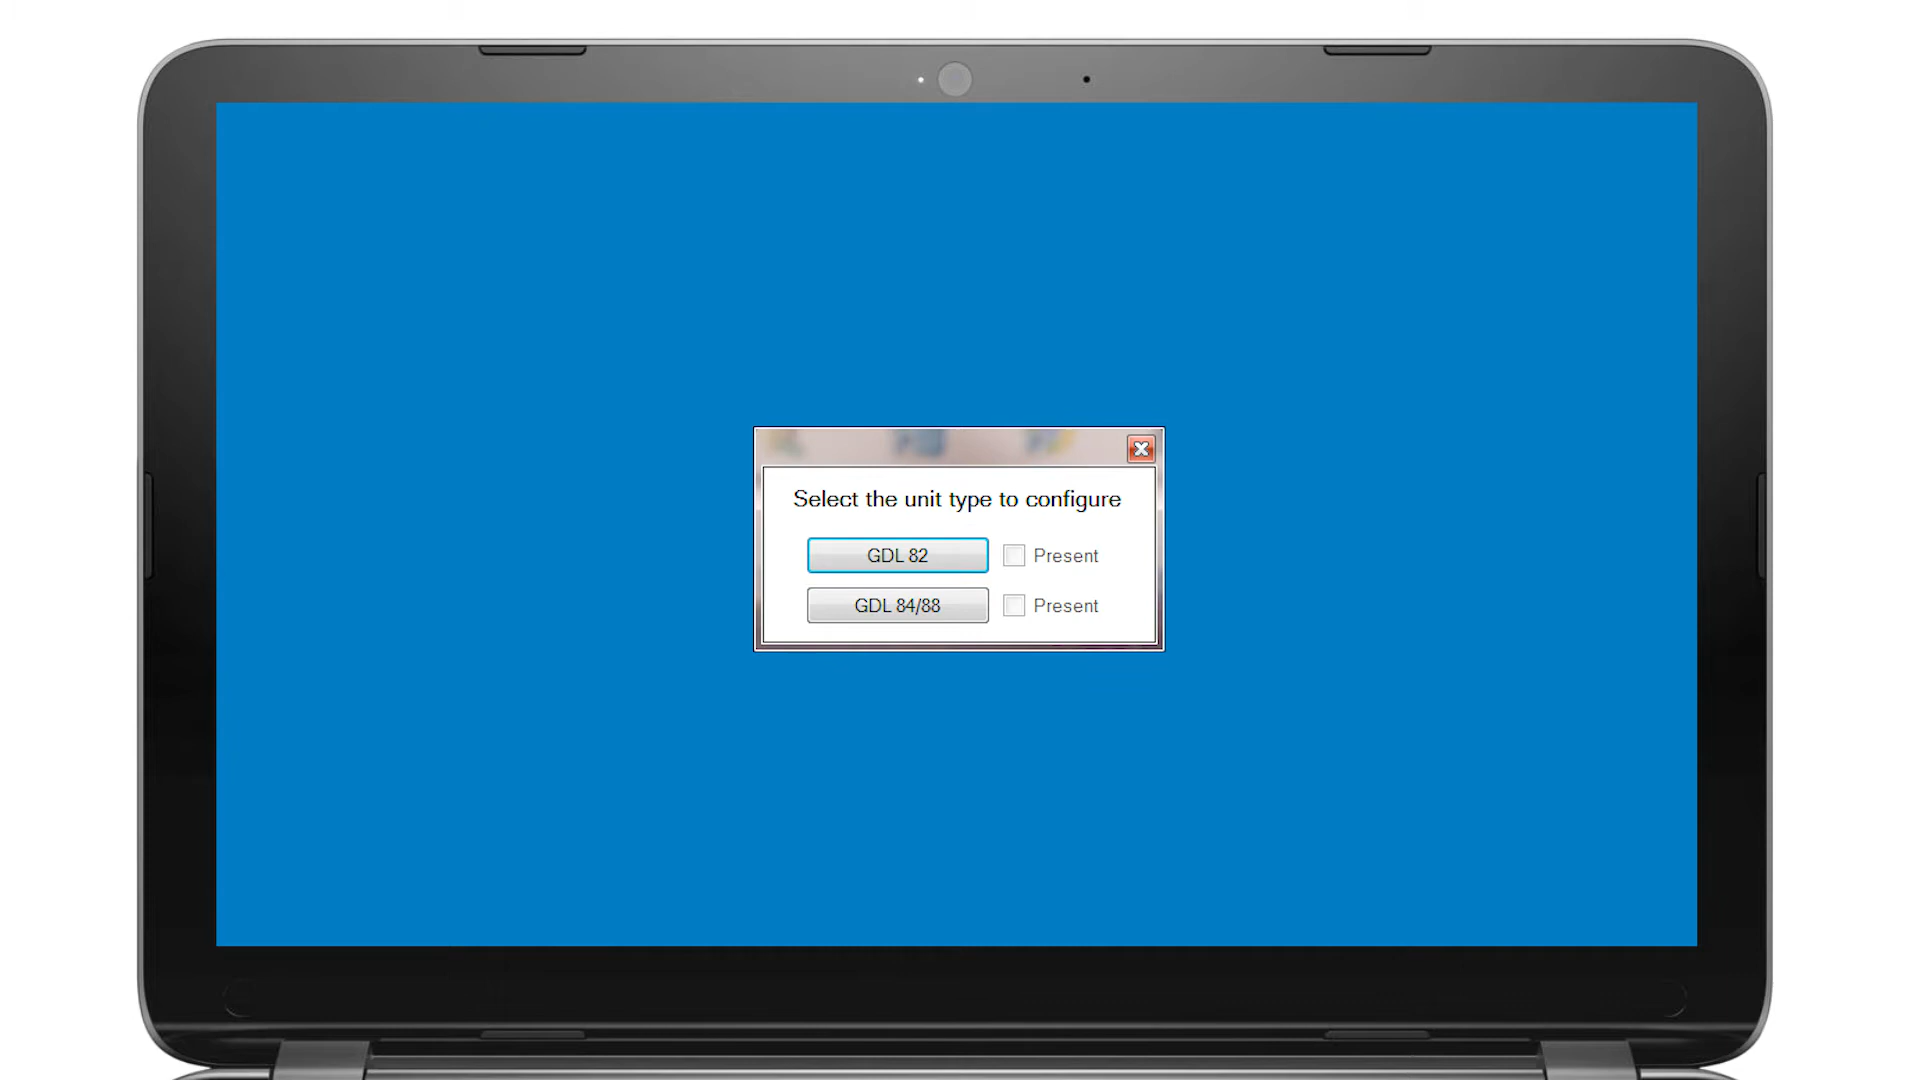 Select the unit type to configure
GDL 82 Present
GDL 84/88 Present